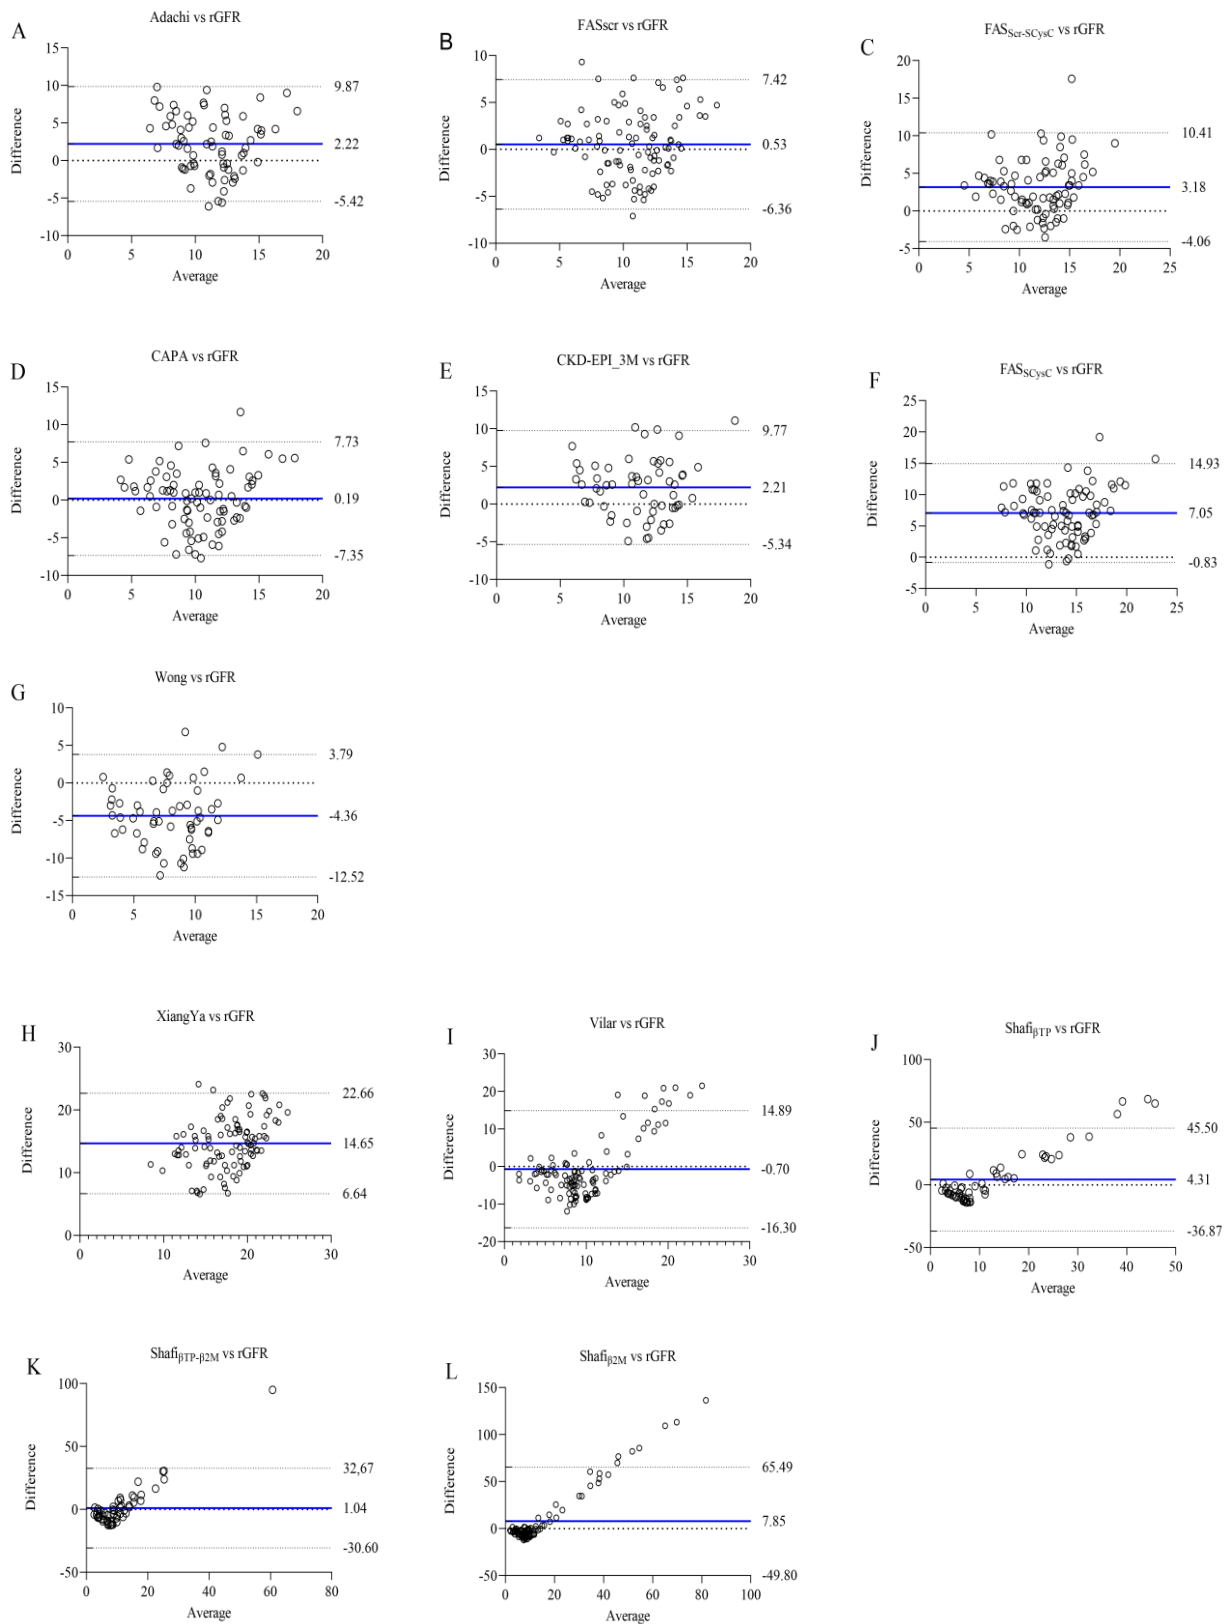 A
Adachi vs rGFR
15
10
5
0
-5
-10
Difference
9.87
2.22
-5.42
0 5 10 15 20
Average
B
FASscr vs rGFR
10
5
0
-5
-10
Difference
7.42
0.53
-6.36
0 5 10 15 20
Average
C
FASScr-SCysC vs rGFR
20
15
10
5
0
-5
Difference
10.41
3.18
-4.06
0 5 10 15 20 25
Average
D
CAPA vs rGFR
15
10
5
0
-5
-10
Difference
7.73
0.19
-7.35
0 5 10 15 20
Average
E
CKD-EPI_3M vs rGFR
15
10
5
0
-5
-10
Difference
9.77
2.21
-5.34
0 5 10 15 20
Average
F
FASSCysC vs rGFR
25
20
15
10
5
0
-5
Difference
14.93
7.05
-0.83
0 5 10 15 20 25
Average
G
Wong vs rGFR
10
5
0
-5
-10
-15
Difference
3.79
-4.36
-12.52
0 5 10 15 20
Average
H
XiangYa vs rGFR
30
20
10
0
Difference
22.66
14.65
6.64
0 10 20 30
Average
I
Vilar vs rGFR
30
20
10
0
-10
-20
Difference
14.89
-0.70
-16.30
0 10 20 30
Average
J
ShafiβTP vs rGFR
100
50
0
-50
Difference
45.50
4.31
-36.87
0 10 20 30 40 50
Average
K
ShafiβTP-β2M vs rGFR
100
50
0
-50
Difference
32.67
1.04
-30.60
0 20 40 60 80
Average
L
Shafiβ2M vs rGFR
150
100
50
0
-50
Difference
65.49
7.85
-49.80
0 20 40 60 80 100
Average